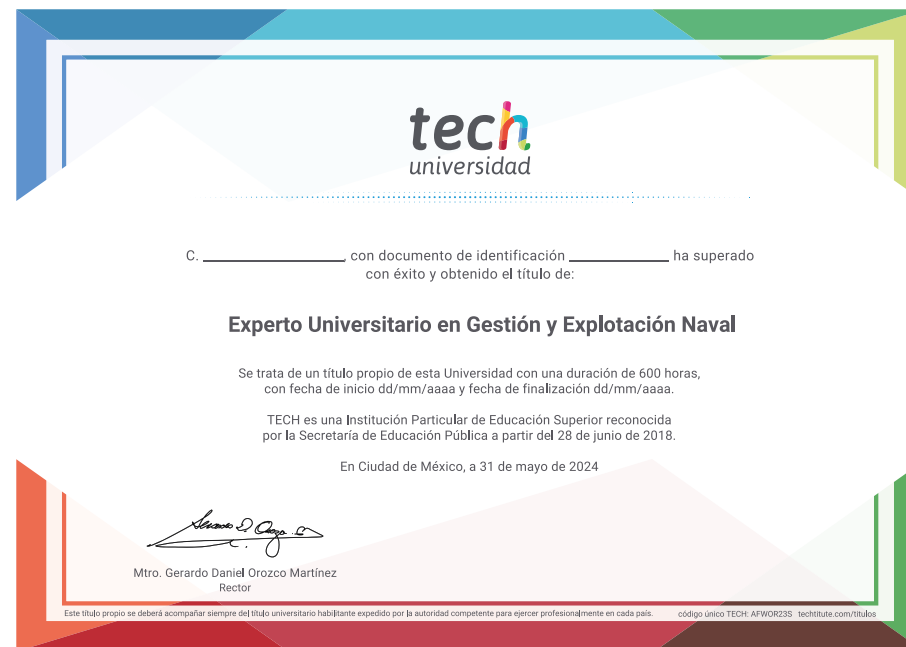 tech
universidad
C. ____________________, con documento de identificación ______________ ha superado
con éxito y obtenido el título de:
Experto Universitario en Gestión y Explotación Naval
Se trata de un título propio de esta Universidad con una duración de 600 horas,
con fecha de inicio dd/mm/aaaa y fecha de finalización dd/mm/aaaa.
TECH es una Institución Particular de Educación Superior reconocida
por la Secretaría de Educación Pública a partir del 28 de junio de 2018.
En Ciudad de México, a 31 de mayo de 2024
Mtro. Gerardo Daniel Orozco Martínez
Rector
Este título propio se deberá acompañar siempre del título universitario habilitante expedido por la autoridad competente para ejercer profesionalmente en cada país. código único TECH: AFWOR23S techtitute.com/titulos